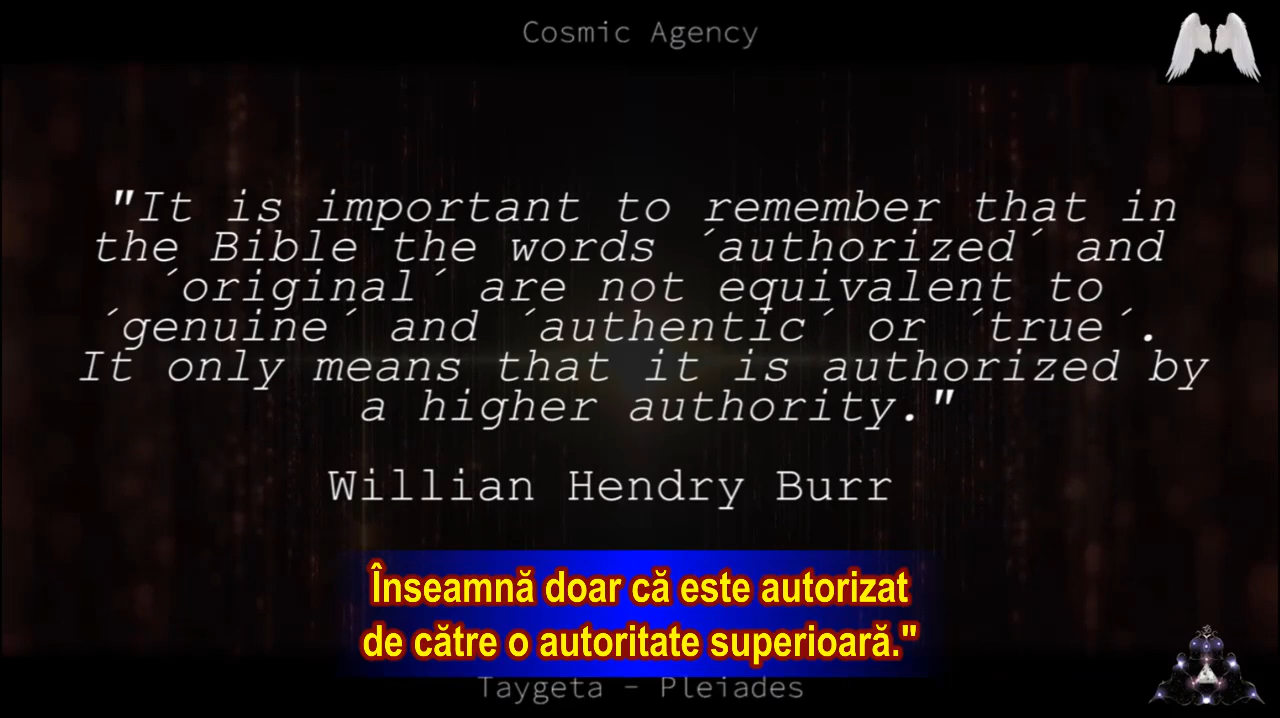 Cosmic Agency
"It is important to remember that in
the Bible the words ´authorized´ and
´original´ are not equivalent to
´genuine´ and ´authentic´ or ´true´.
It only means that it is authorized by
a higher authority."
Willian Hendry Burr
Înseamnă doar că este autorizat
de către o autoritate superioară."
Taygeta - Pleiades